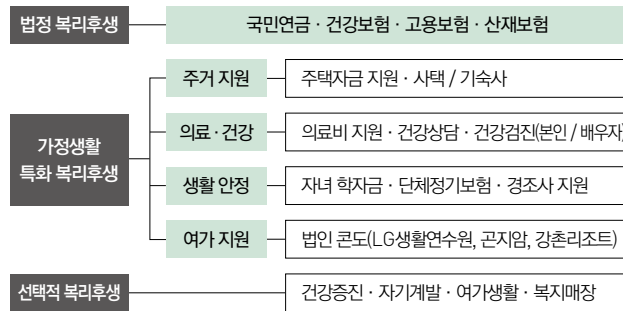 법정 복리후생
국민연금 · 건강보험 · 고용보험 · 산재보험
가정생활
특화 복리후생
주거 지원
주택자금 지원 · 사택 / 기숙사
의료 · 건강
의료비 지원 · 건강상담 · 건강검진(본인 / 배우자)
생활 안정
자녀 학자금 · 단체정기보험 · 경조사 지원
여가 지원
법인 콘도(LG생활연수원, 곤지암, 강촌리조트)
선택적 복리후생
건강증진 · 자기계발 · 여가생활 · 복지매장